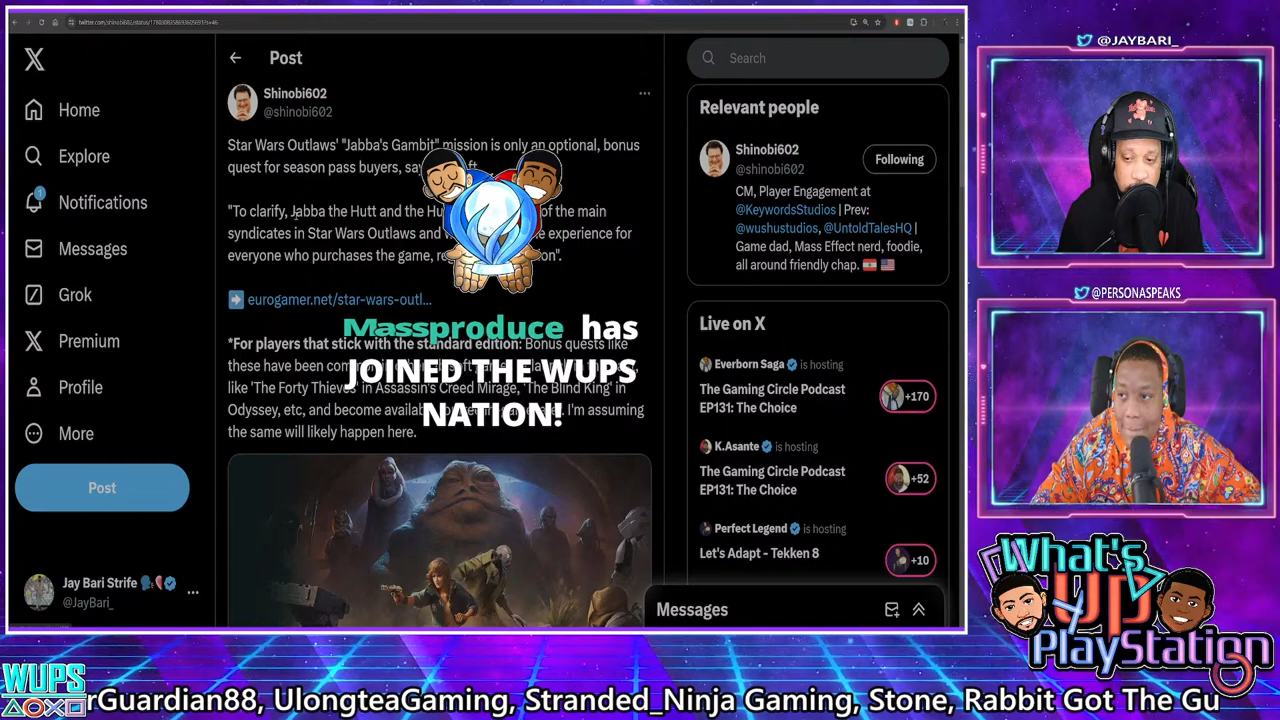 twitter.com/shinobi602/status/1780308358693605693?s=46
Post
Search
Home
Explore
1
Notifications
Messages
Grok
Premium
Profile
More
Post
Jay Bari Strife
@JayBari_
Shinobi602
@shinobi602
Star Wars Outlaws' "Jabba's Gambit" mission is only an optional, bonus
quest for season pass buyers,
"To clarify, Jabba the Hutt and the of the main
syndicates in Star Wars Outlaws and experience for
everyone who purchases the game,
eurogamer.net/star-wars-outl...
*For players that stick with the standard edition: Bonus quests like
these have been
like 'The Forty Thieves' in Assassin's Creed Mirage, 'The Blind King' in
Odyssey, etc, and become I'm assuming
the same will likely happen here.
Massproduce has
JOINED THE WUPS
NATION!
Relevant people
Shinobi602
@shinobi602
Following
CM, Player Engagement at
@KeywordsStudios | Prev:
@wushustudios, @UntoldTalesHQ |
Game dad, Mass Effect nerd, foodie,
all around friendly chap.
Live on X
Everborn Saga is hosting
The Gaming Circle Podcast
EP131: The Choice
+170
K.Asante is hosting
The Gaming Circle Podcast
EP131: The Choice
+52
Perfect Legend is hosting
Let's Adapt - Tekken 8
+10
Messages
@JAYBARI_
@PERSONASPEAKS
What's
Up
PlayStation
WUPS
rGuardian88, UlongteaGaming, Stranded_Ninja Gaming, Stone, Rabbit Got The Gu